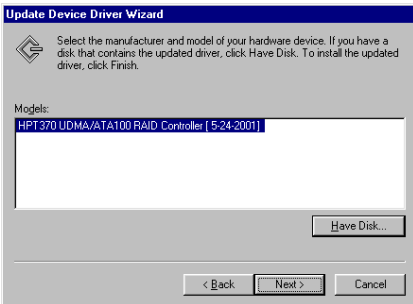 Update Device Driver Wizard
Select the manufacturer and model of your hardware device. If you have a
disk that contains the updated driver, click Have Disk. To install the updated
driver, click Finish.
Models:
HPT370 UDMA/ATA100 RAID Controller [ 5-24-2001]
Have Disk...
< Back Next > Cancel